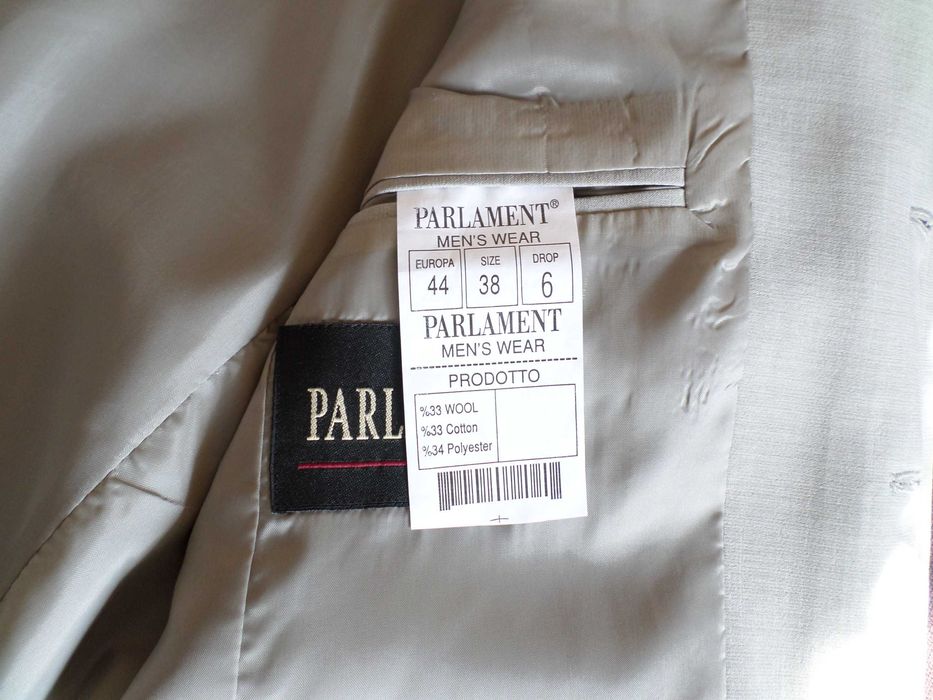 PARLAMENT®
MEN'S WEAR
EUROPA SIZE DROP
44 38 6
PARLAMENT
MEN'S WEAR
PRODOTTO
%33 WOOL
%33 Cotton
%34 Polyester
PARL